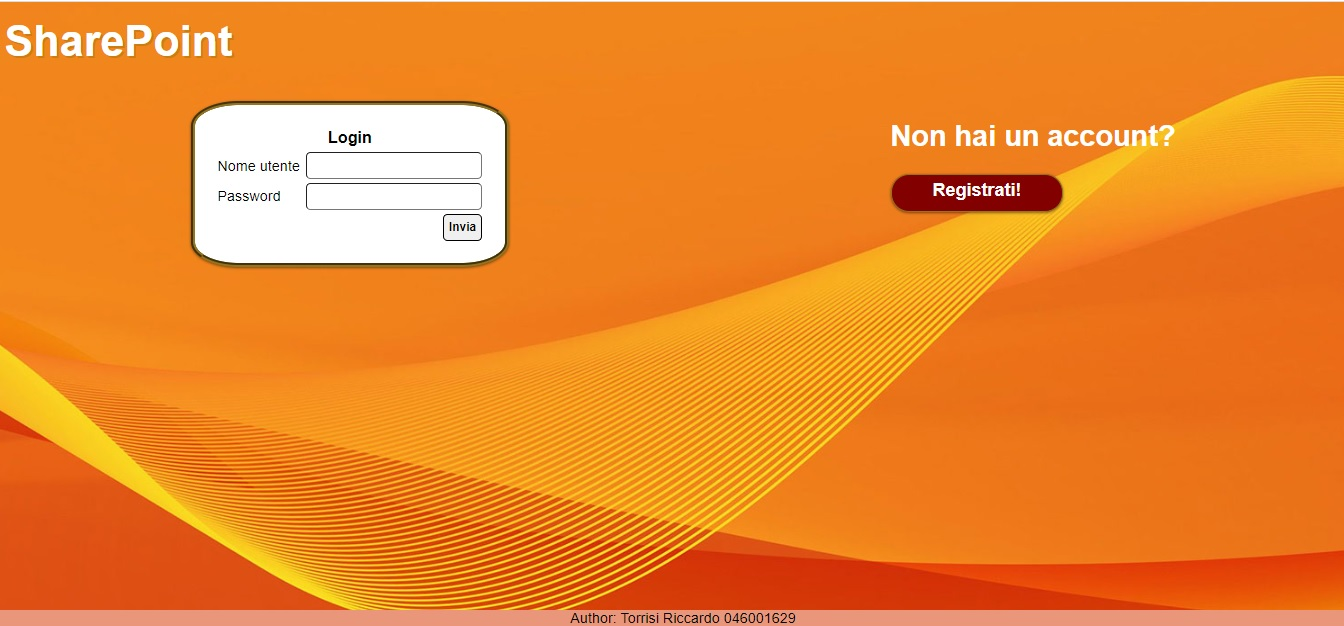 SharePoint
Login
Nome utente
Password
Invia
Non hai un account?
Registrati!
Author: Torrisi Riccardo 046001629